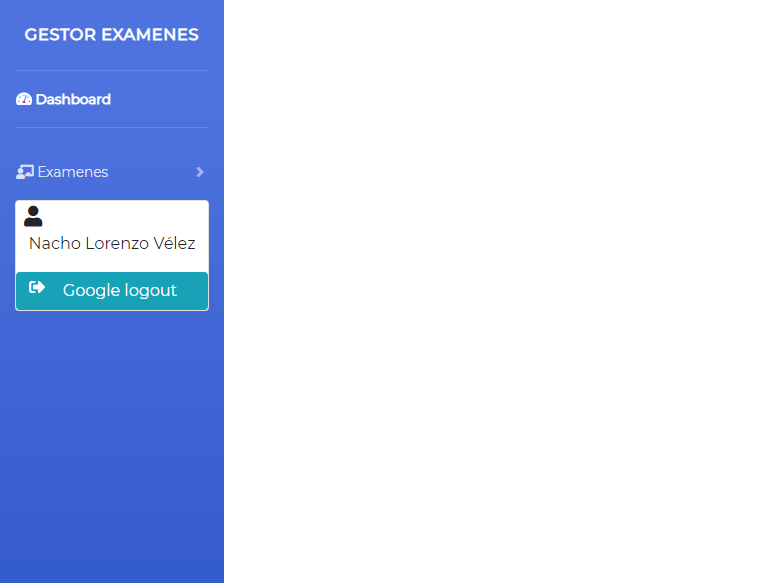 GESTOR EXAMENES
Dashboard
Examenes
Nacho Lorenzo Vélez
Google logout